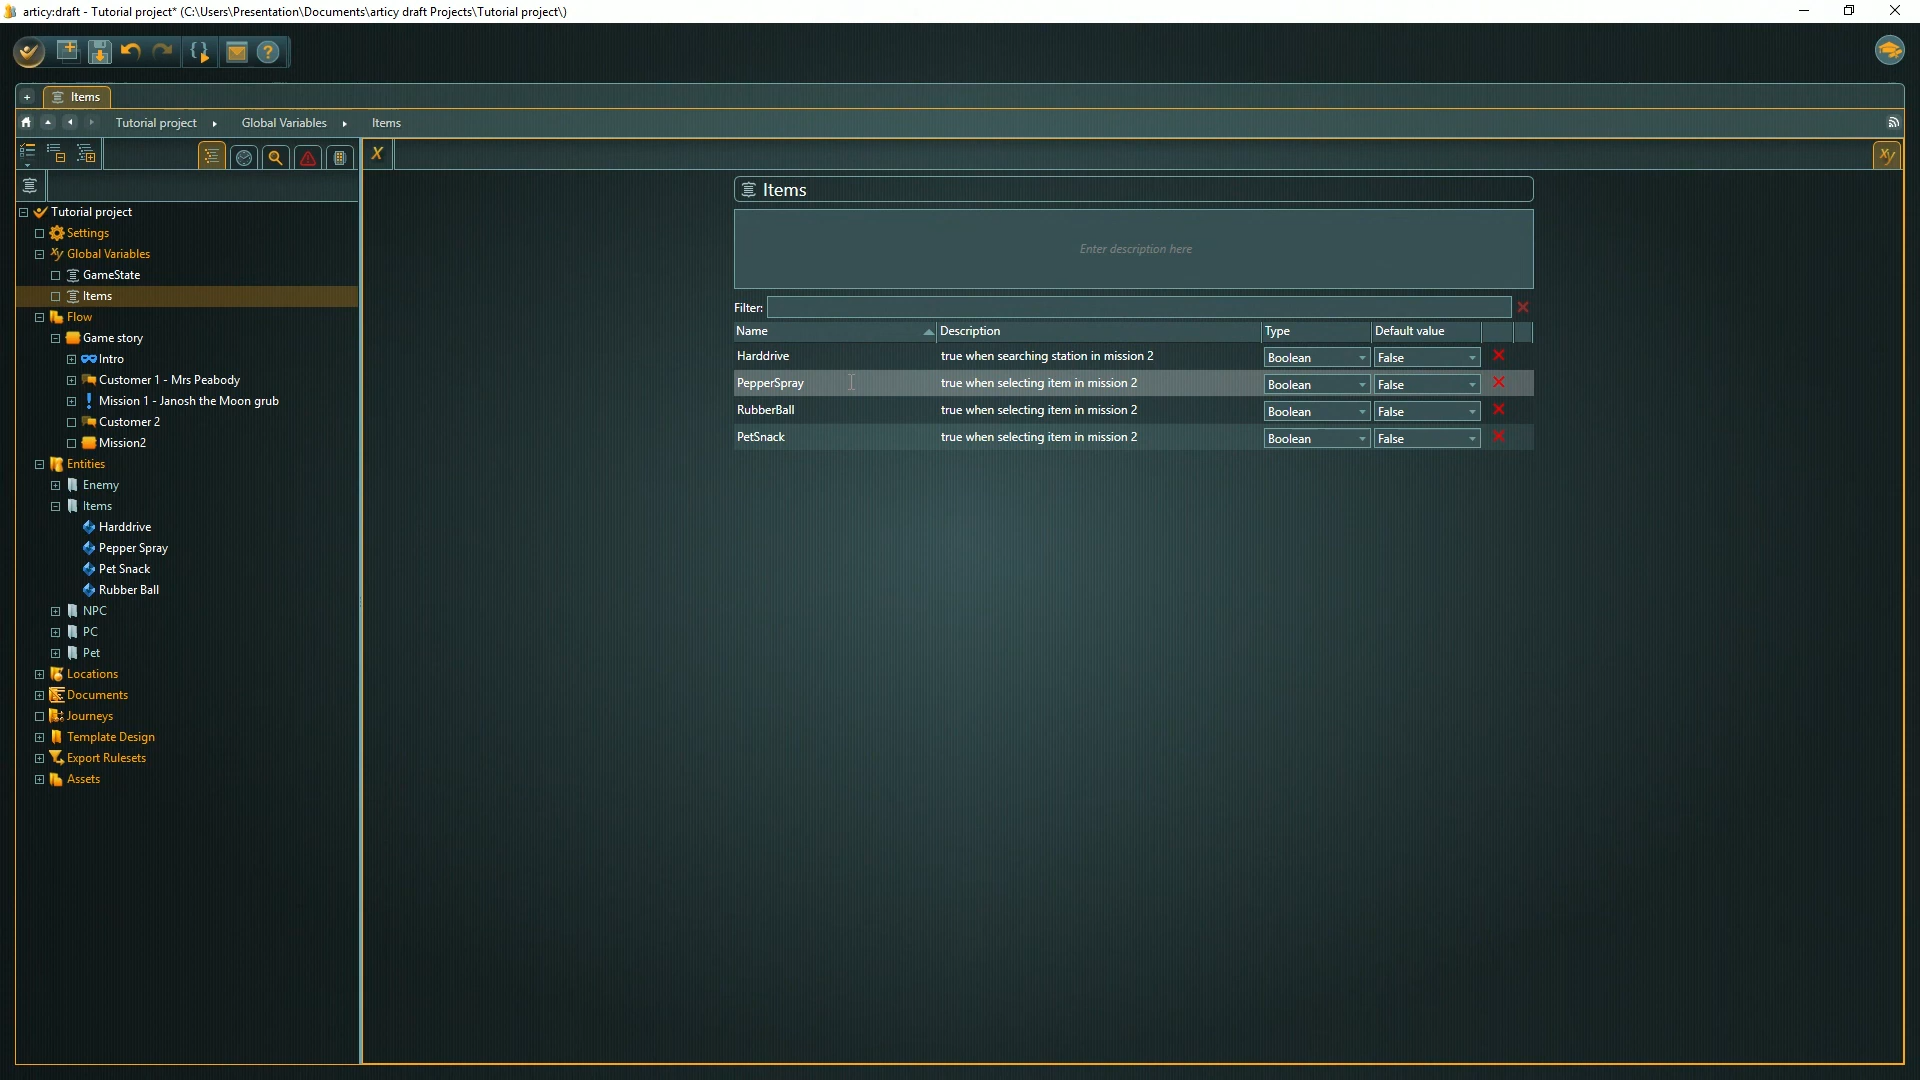 articy:draft - Tutorial project* (C:\Users\Presentation\Documents\articy draft Projects\Tutorial project\)
Items
Tutorial project Global Variables Items
Tutorial project
Settings
Global Variables
GameState
Items
Flow
Game story
Intro
Customer 1 - Mrs Peabody
Mission 1 - Janosh the Moon grub
Customer 2
Mission2
Entities
Enemy
Items
Harddrive
Pepper Spray
Pet Snack
Rubber Ball
NPC
PC
Pet
Locations
Documents
Journeys
Template Design
Export Rulesets
Assets
Items
Enter description here
Filter:
Name Description Type Default value
Harddrive true when searching station in mission 2 Boolean False
PepperSpray true when selecting item in mission 2 Boolean False
RubberBall true when selecting item in mission 2 Boolean False
PetSnack true when selecting item in mission 2 Boolean False